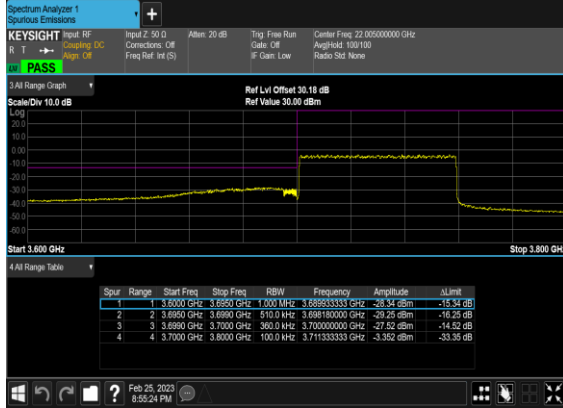 Spectrum Analyzer 1
Spurious Emissions
+
KEYSIGHT Input: RF Input Z: 50 Ω Atten: 20 dB Trig: Free Run Center Freq: 22.005000000 GHz
R T Coupling: DC Corrections: Off Gate: Off Avg|Hold: 100/100
Align: Off Freq Ref: Int (S) IF Gain: Low Radio Std: None
PASS
3 All Range Graph
Ref Lvl Offset 30.18 dB
Scale/Div 10.0 dB Ref Value 30.00 dBm
Log
20.0
10.0
0.00
-10.0
-20.0
-30.0
-40.0
-50.0
-60.0
Start 3.600 GHz Stop 3.800 GHz
4 All Range Table
Spur Range Start Freq Stop Freq RBW Frequency Amplitude ΔLimit
1 1 3.6000 GHz 3.6950 GHz 1.000 MHz 3.689933333 GHz -28.34 dBm -15.34 dB
2 2 3.6950 GHz 3.6990 GHz 510.0 kHz 3.698180000 GHz -29.25 dBm -16.25 dB
3 3 3.6990 GHz 3.7000 GHz 360.0 kHz 3.700000000 GHz -27.52 dBm -14.52 dB
4 4 3.7000 GHz 3.8000 GHz 100.0 kHz 3.711333333 GHz -3.352 dBm -33.35 dB
? Feb 25, 2023
8:55:24 PM